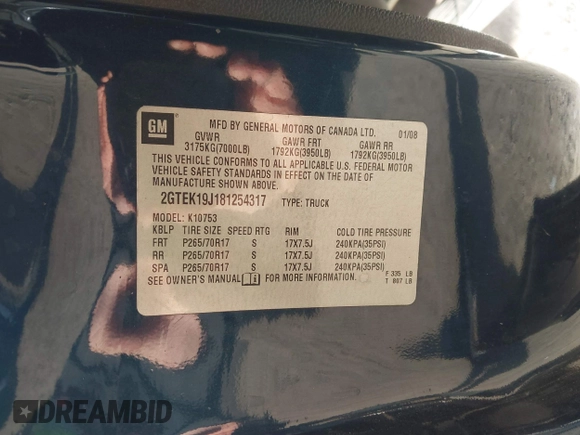 GM
MFD BY GENERAL MOTORS OF CANADA LTD. 01/08
GVWR GAWR FRT GAWR RR
3175KG(7000LB) 1792KG(3950LB) 1792KG(3950LB)
THIS VEHICLE CONFORMS TO ALL APPLICABLE U.S. FEDERAL MOTOR
VEHICLE SAFETY STANDARDS IN EFFECT ON THE DATE OF
MANUFACTURE SHOWN ABOVE.
2GTEK19J181254317 TYPE: TRUCK
MODEL: K10753
KBLP TIRE SIZE SPEED RTG RIM COLD TIRE PRESSURE
FRT P265/70R17 S 17X7.5J 240KPA(35PSI)
RR P265/70R17 S 17X7.5J 240KPA(35PSI)
SPA P265/70R17 S 17X7.5J 240KPA(35PSI)
SEE OWNER'S MANUAL FOR MORE INFORMATION.
F 335 LB
T 867 LB
DREAMBID